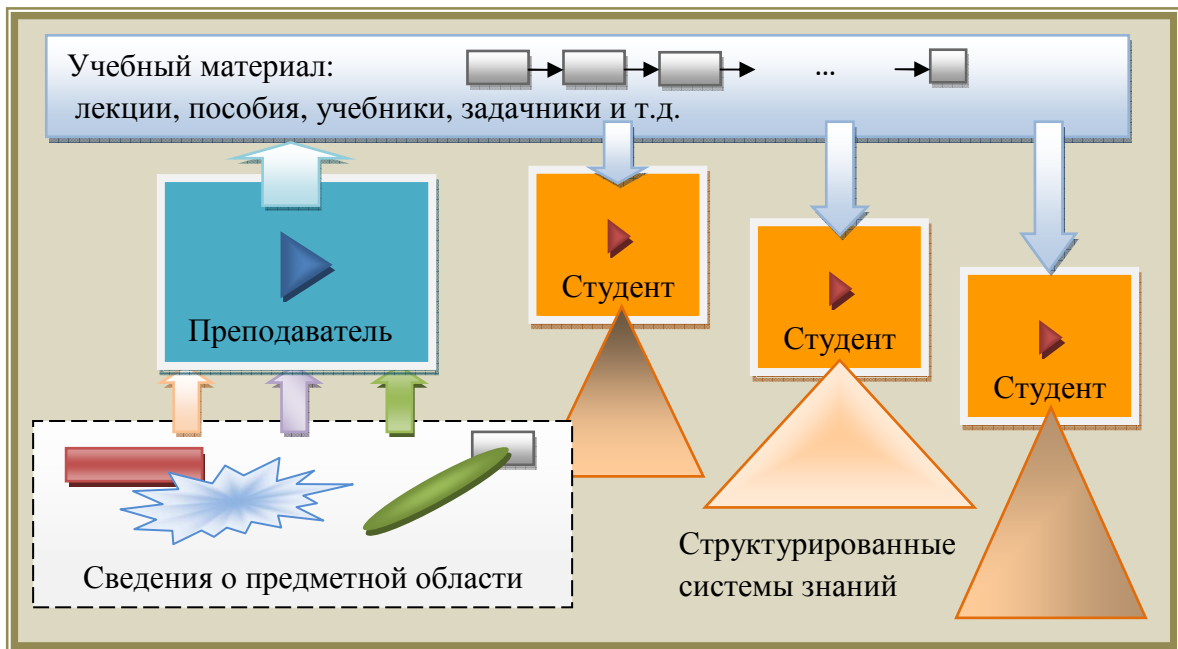 Учебный материал:
...
лекции, пособия, учебники, задачники и т.д.
Преподаватель
Студент
Студент
Студент
Сведения о предметной области
Структурированные
системы знаний